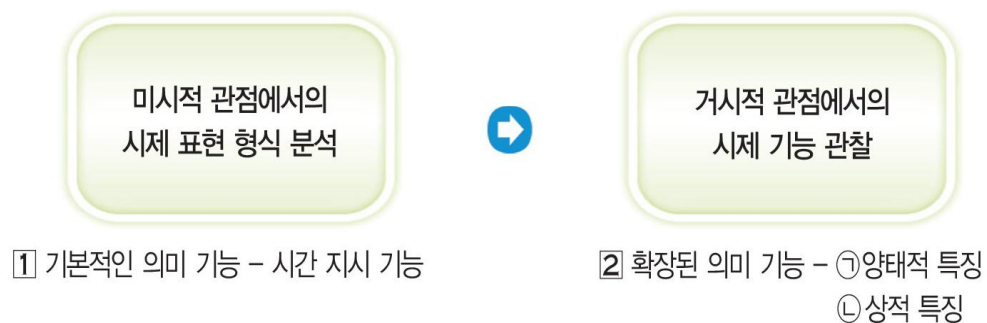 미시적 관점에서의
시제 표현 형식 분석
거시적 관점에서의
시제 기능 관찰
1 기본적인 의미 기능 – 시간 지시 기능
2 확장된 의미 기능 – ㉠양태적 특징
㉡상적 특징